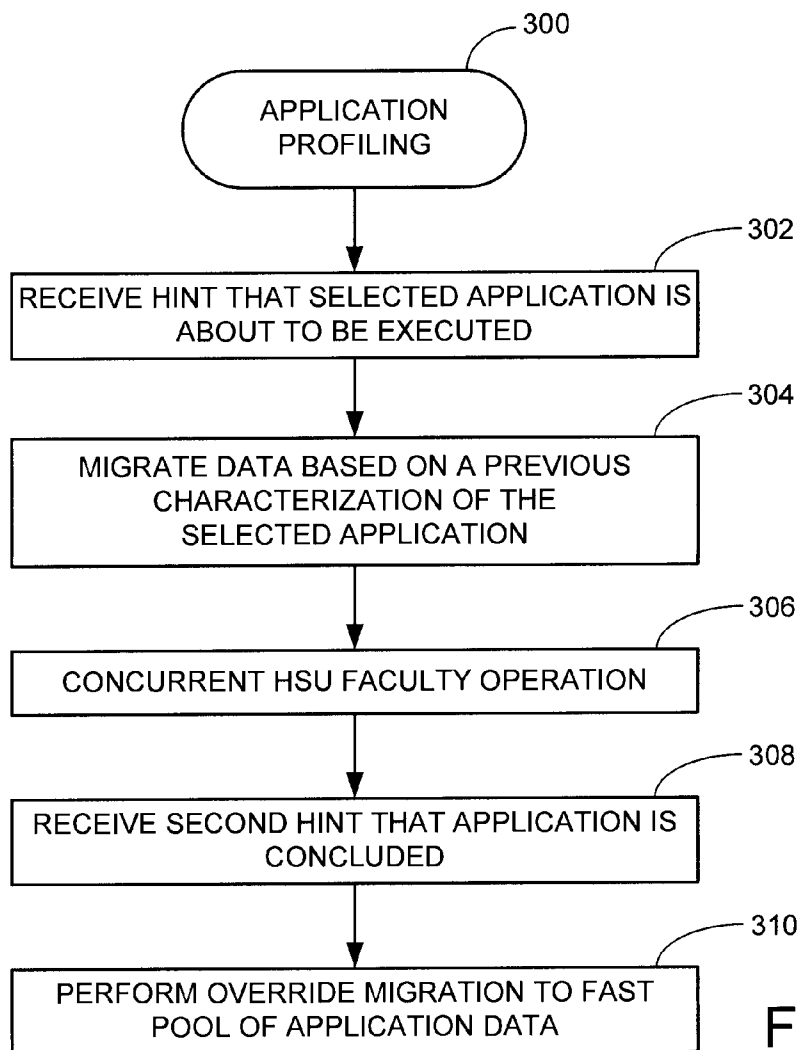 300
APPLICATION
PROFILING
302
RECEIVE HINT THAT SELECTED APPLICATION IS
ABOUT TO BE EXECUTED
304
MIGRATE DATA BASED ON A PREVIOUS
CHARACTERIZATION OF THE
SELECTED APPLICATION
306
CONCURRENT HSU FACULTY OPERATION
308
RECEIVE SECOND HINT THAT APPLICATION IS
CONCLUDED
310
PERFORM OVERRIDE MIGRATION TO FAST
POOL OF APPLICATION DATA
F